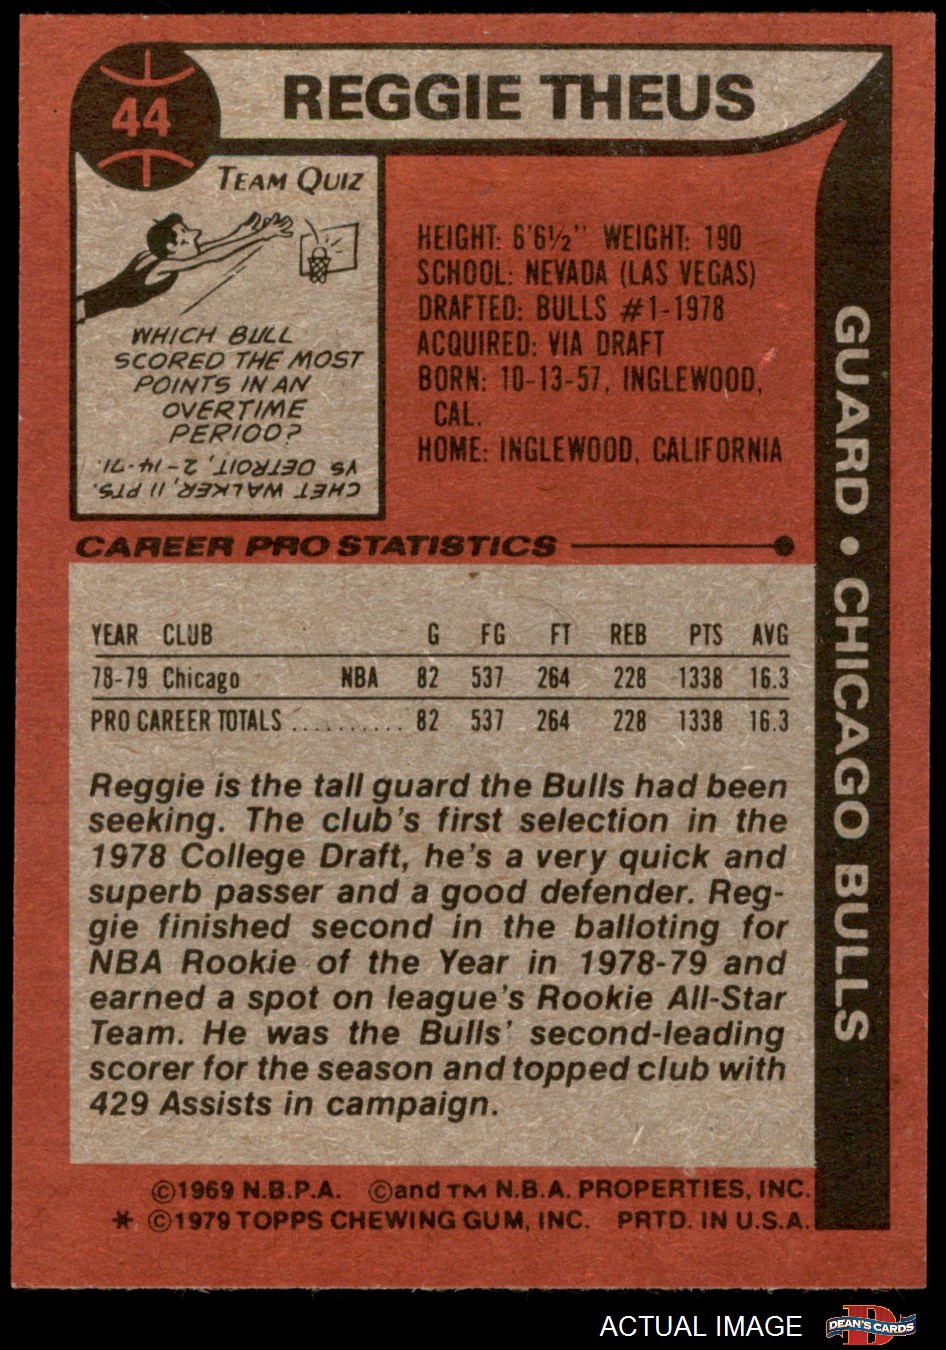 44
REGGIE THEUS
TEAM QUIZ
WHICH BULL
SCORED THE MOST
POINTS IN AN
OVERTIME
PERIOD?
CHET WALKER, 11 PTS.
VS DETROIT, 2-14-71.
HEIGHT: 6'6½" WEIGHT: 190
SCHOOL: NEVADA (LAS VEGAS)
DRAFTED: BULLS #1-1978
ACQUIRED: VIA DRAFT
BORN: 10-13-57, INGLEWOOD,
CAL.
HOME: INGLEWOOD, CALIFORNIA
GUARD • CHICAGO BULLS
CAREER PRO STATISTICS
YEAR CLUB G FG FT REB PTS AVG
78-79 Chicago NBA 82 537 264 228 1338 16.3
PRO CAREER TOTALS .......... 82 537 264 228 1338 16.3
Reggie is the tall guard the Bulls had been
seeking. The club's first selection in the
1978 College Draft, he's a very quick and
superb passer and a good defender. Reg-
gie finished second in the balloting for
NBA Rookie of the Year in 1978-79 and
earned a spot on league's Rookie All-Star
Team. He was the Bulls' second-leading
scorer for the season and topped club with
429 Assists in campaign.
©1969 N.B.P.A. ©and TM N.B.A. PROPERTIES, INC.
* ©1979 TOPPS CHEWING GUM, INC. PRTD. IN U.S.A.
ACTUAL IMAGE
D
DEAN'S CARDS